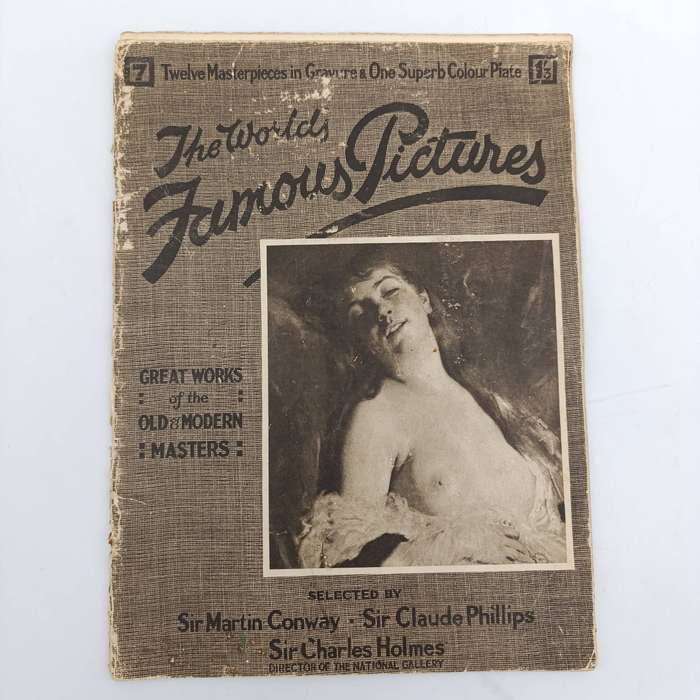 7 Twelve Masterpieces in Gravure & One Superb Colour Plate 1/3
The Worlds
Famous Pictures
GREAT WORKS
of the
OLD & MODERN
MASTERS
SELECTED BY
Sir Martin Conway · Sir Claude Phillips
Sir Charles Holmes
DIRECTOR OF THE NATIONAL GALLERY